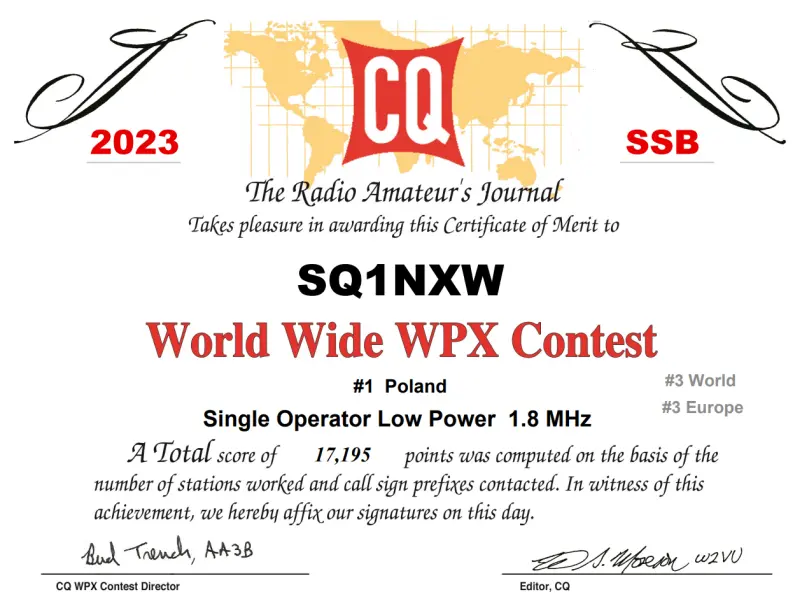 CQ
2023
SSB
The Radio Amateur's Journal
Takes pleasure in awarding this Certificate of Merit to
SQ1NXW
World Wide WPX Contest
#1 Poland
#3 World
#3 Europe
Single Operator Low Power 1.8 MHz
A Total score of 17,195 points was computed on the basis of the
number of stations worked and call sign prefixes contacted. In witness of this
achievement, we hereby affix our signatures on this day.
Bud Trench, AA3B
S. Moseson W2VU
CQ WPX Contest Director
Editor, CQ